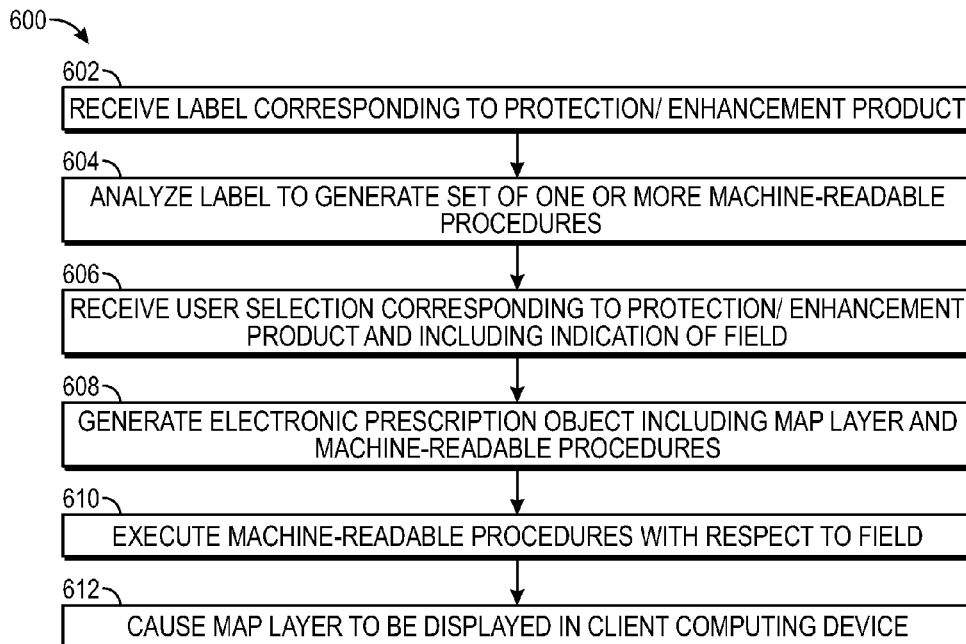 600
602
RECEIVE LABEL CORRESPONDING TO PROTECTION/ ENHANCEMENT PRODUCT
604
ANALYZE LABEL TO GENERATE SET OF ONE OR MORE MACHINE-READABLE
PROCEDURES
606
RECEIVE USER SELECTION CORRESPONDING TO PROTECTION/ ENHANCEMENT
PRODUCT AND INCLUDING INDICATION OF FIELD
608
GENERATE ELECTRONIC PRESCRIPTION OBJECT INCLUDING MAP LAYER AND
MACHINE-READABLE PROCEDURES
610
EXECUTE MACHINE-READABLE PROCEDURES WITH RESPECT TO FIELD
612
CAUSE MAP LAYER TO BE DISPLAYED IN CLIENT COMPUTING DEVICE